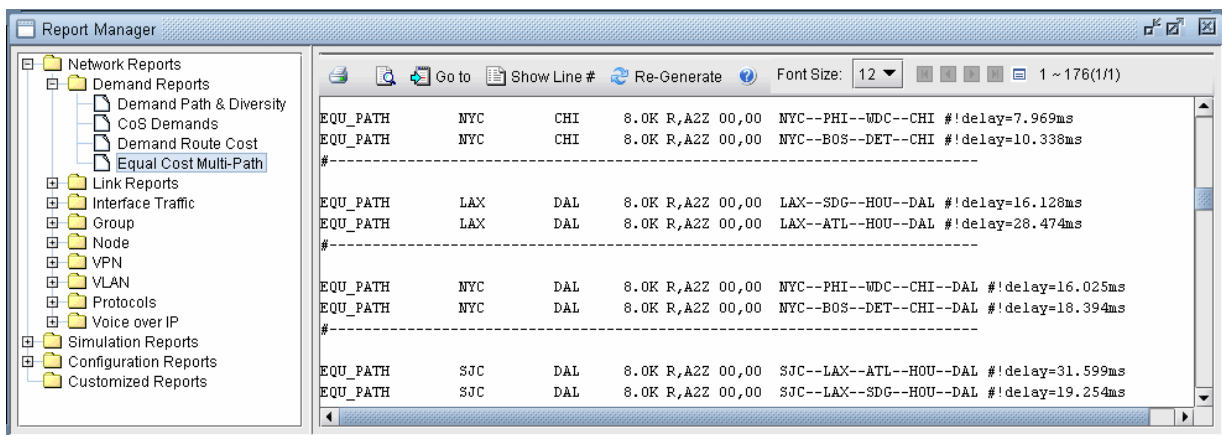 Report Manager
Network Reports
Demand Reports
Demand Path & Diversity
CoS Demands
Demand Route Cost
Equal Cost Multi-Path
Link Reports
Interface Traffic
Group
Node
VPN
VLAN
Protocols
Voice over IP
Simulation Reports
Configuration Reports
Customized Reports
Go to Show Line # Re-Generate Font Size: 12 1 ~ 176(1/1)
EQU_PATH NYC CHI 8.0K R,A2Z 00,00 NYC--PHI--WDC--CHI #!delay=7.969ms
EQU_PATH NYC CHI 8.0K R,A2Z 00,00 NYC--BOS--DET--CHI #!delay=10.338ms
#-------------------------------------------------------------------------------
EQU_PATH LAX DAL 8.0K R,A2Z 00,00 LAX--SDG--HOU--DAL #!delay=16.128ms
EQU_PATH LAX DAL 8.0K R,A2Z 00,00 LAX--ATL--HOU--DAL #!delay=28.474ms
#-------------------------------------------------------------------------------
EQU_PATH NYC DAL 8.0K R,A2Z 00,00 NYC--PHI--WDC--CHI--DAL #!delay=16.025ms
EQU_PATH NYC DAL 8.0K R,A2Z 00,00 NYC--BOS--DET--CHI--DAL #!delay=18.394ms
#-------------------------------------------------------------------------------
EQU_PATH SJC DAL 8.0K R,A2Z 00,00 SJC--LAX--ATL--HOU--DAL #!delay=31.599ms
EQU_PATH SJC DAL 8.0K R,A2Z 00,00 SJC--LAX--SDG--HOU--DAL #!delay=19.254ms